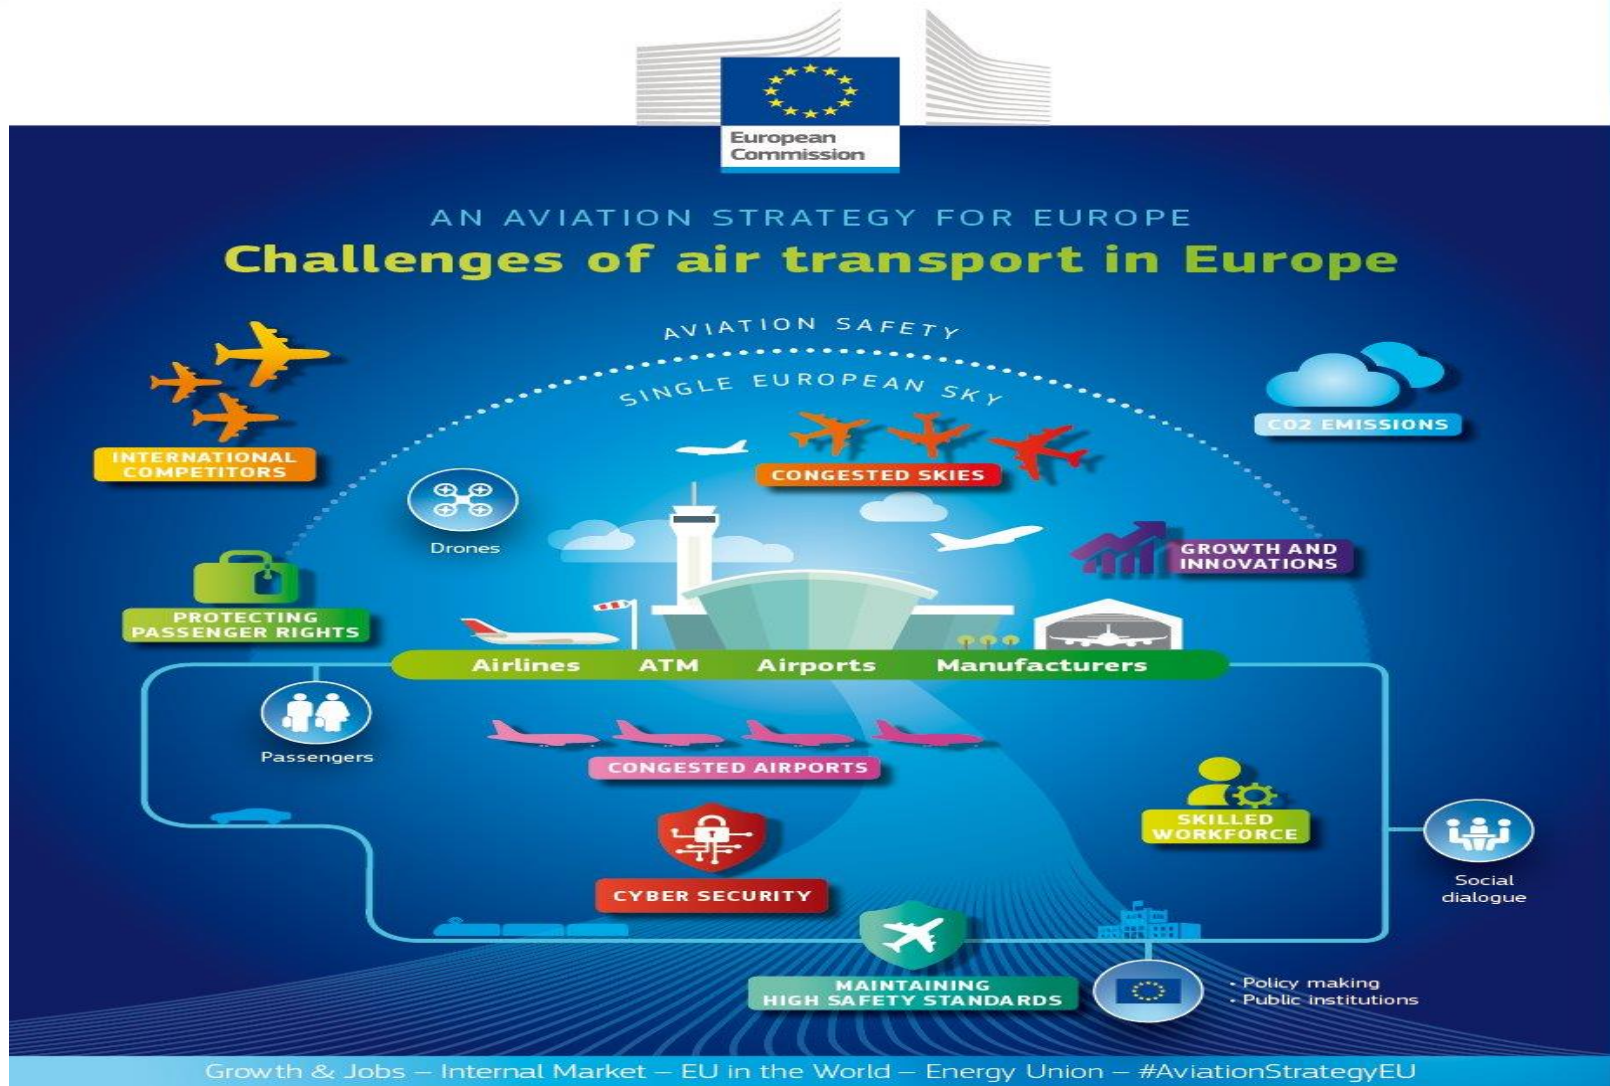 European
Commission
AN AVIATION STRATEGY FOR EUROPE
Challenges of air transport in Europe
AVIATION SAFETY
SINGLE EUROPEAN SKY
INTERNATIONAL
COMPETITORS
CO2 EMISSIONS
CONGESTED SKIES
Drones
GROWTH AND
INNOVATIONS
PROTECTING
PASSENGER RIGHTS
Airlines ATM Airports Manufacturers
Passengers
CONGESTED AIRPORTS
SKILLED
WORKFORCE
CYBER SECURITY
Social
dialogue
MAINTAINING
HIGH SAFETY STANDARDS
· Policy making
· Public institutions
Growth & Jobs – Internal Market – EU in the World – Energy Union – #AviationStrategyEU